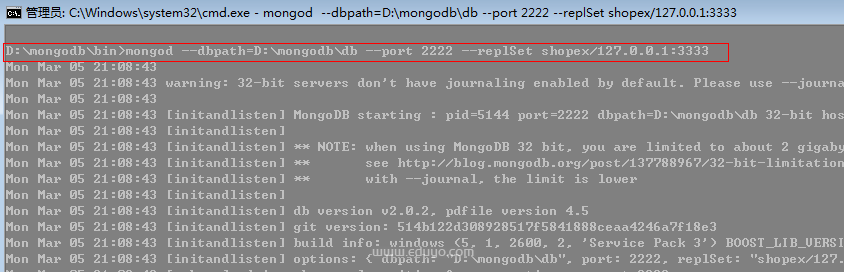 管理员: C:\Windows\system32\cmd.exe - mongod --dbpath=D:\mongodb\db --port 2222 --replSet shopex/127.0.0.1:3333
D:\mongodb\bin>mongod --dbpath=D:\mongodb\db --port 2222 --replSet shopex/127.0.0.1:3333
Mon Mar 05 21:08:43
Mon Mar 05 21:08:43 warning: 32-bit servers don't have journaling enabled by default. Please use --journa
Mon Mar 05 21:08:43
Mon Mar 05 21:08:43 [initandlisten] MongoDB starting : pid=5144 port=2222 dbpath=D:\mongodb\db 32-bit hos
Mon Mar 05 21:08:43 [initandlisten]
Mon Mar 05 21:08:43 [initandlisten] ** NOTE: when using MongoDB 32 bit, you are limited to about 2 gigaby
Mon Mar 05 21:08:43 [initandlisten] ** see http://blog.mongodb.org/post/137788967/32-bit-limitation
Mon Mar 05 21:08:43 [initandlisten] ** with --journal, the limit is lower
Mon Mar 05 21:08:43 [initandlisten]
Mon Mar 05 21:08:43 [initandlisten] db version v2.0.2, pdfile version 4.5
Mon Mar 05 21:08:43 [initandlisten] git version: 514b122d308928517f5841888ceaa4246a7f18e3
Mon Mar 05 21:08:43 [initandlisten] build info: windows (5, 1, 2600, 2, 'Service Pack 3') BOOST_LIB_VERSI
www.eduyo.com
Mon Mar 05 21:08:43 [initandlisten] options: { dbpath: "D:\mongodb\db", port: 2222, replSet: "shopex/127.